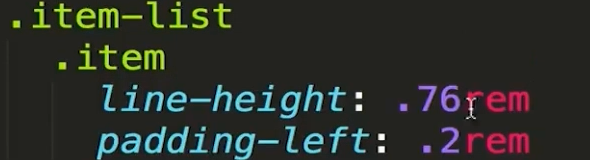 .item-list
.item
line-height: .76rem
padding-left: .2rem